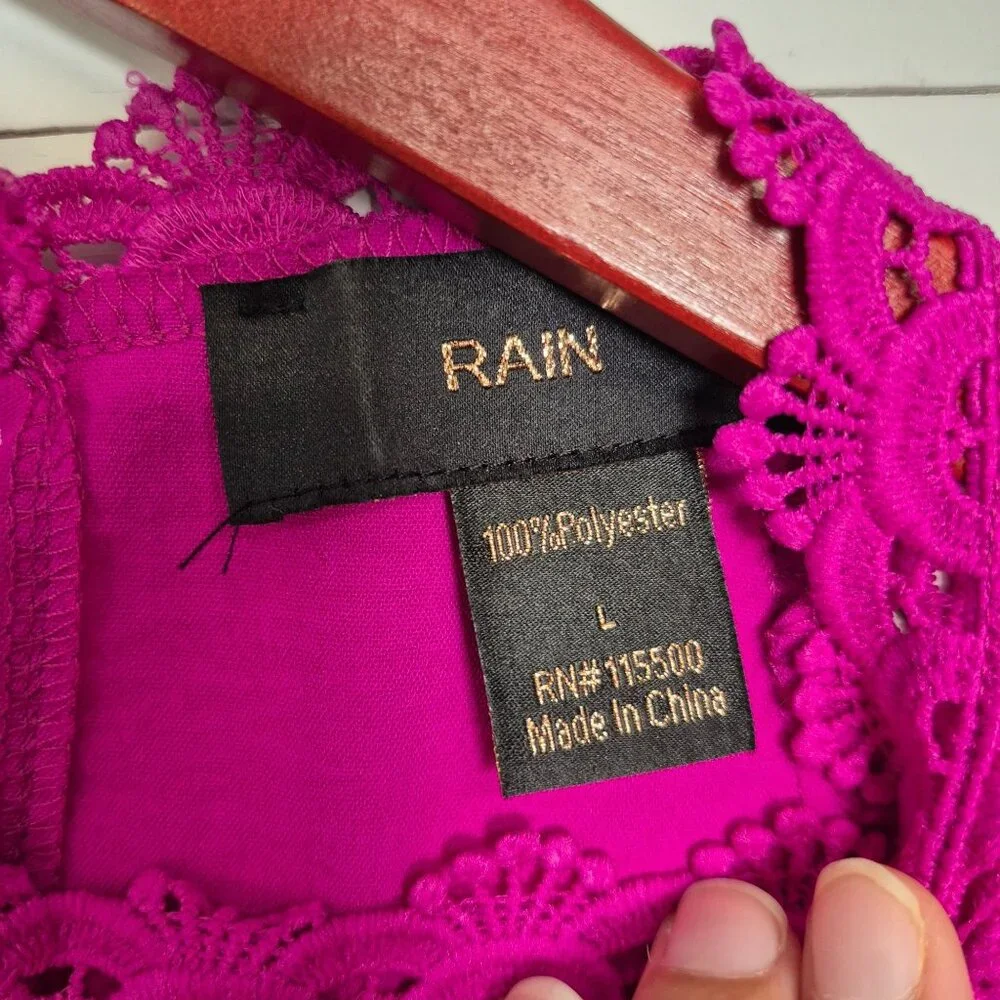 RAIN
100%Polyester
L
RN#115500
Made In China